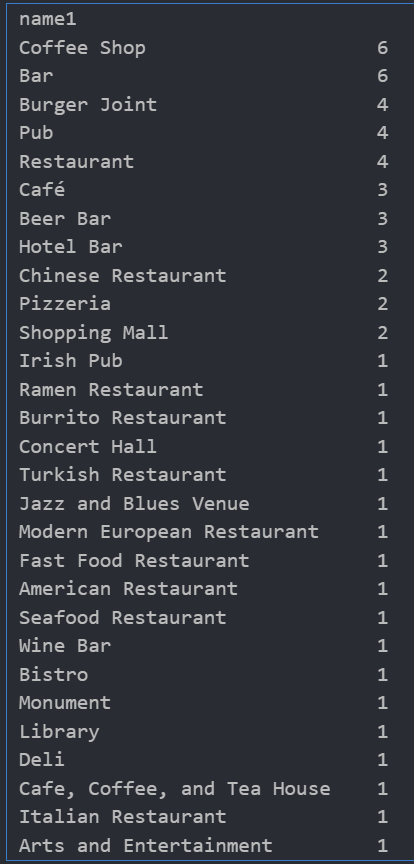 name1
Coffee Shop 6
Bar 6
Burger Joint 4
Pub 4
Restaurant 4
Café 3
Beer Bar 3
Hotel Bar 3
Chinese Restaurant 2
Pizzeria 2
Shopping Mall 2
Irish Pub 1
Ramen Restaurant 1
Burrito Restaurant 1
Concert Hall 1
Turkish Restaurant 1
Jazz and Blues Venue 1
Modern European Restaurant 1
Fast Food Restaurant 1
American Restaurant 1
Seafood Restaurant 1
Wine Bar 1
Bistro 1
Monument 1
Library 1
Deli 1
Cafe, Coffee, and Tea House 1
Italian Restaurant 1
Arts and Entertainment 1